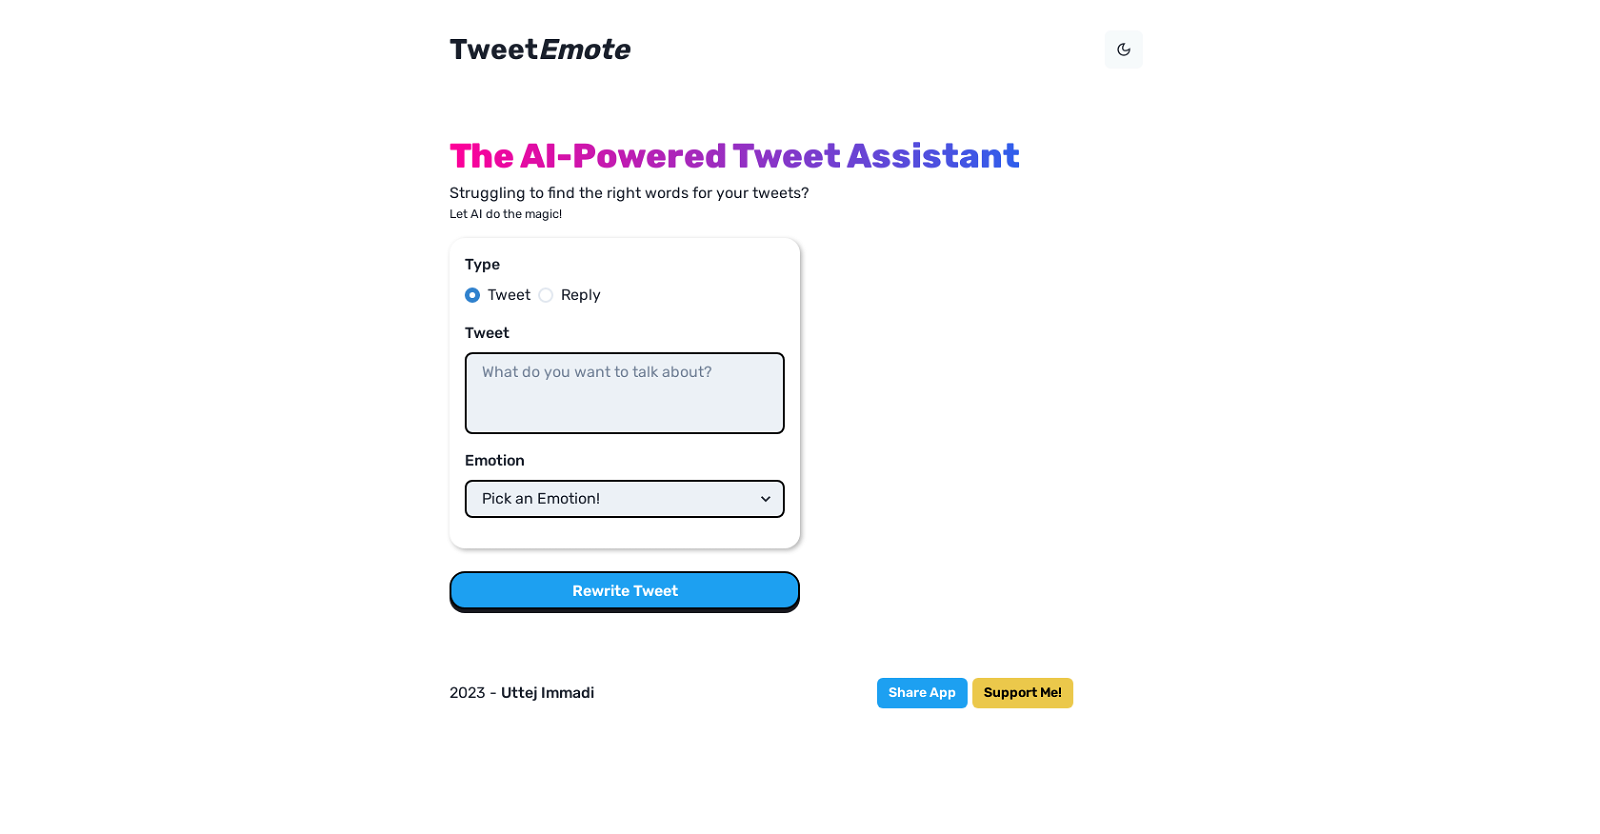 TweetEmote
The AI-Powered Tweet Assistant
Struggling to find the right words for your tweets?
Let AI do the magic!
Type
Tweet Reply
Tweet
What do you want to talk about?
Emotion
Pick an Emotion!
Rewrite Tweet
2023 - Uttej Immadi
Share App Support Me!